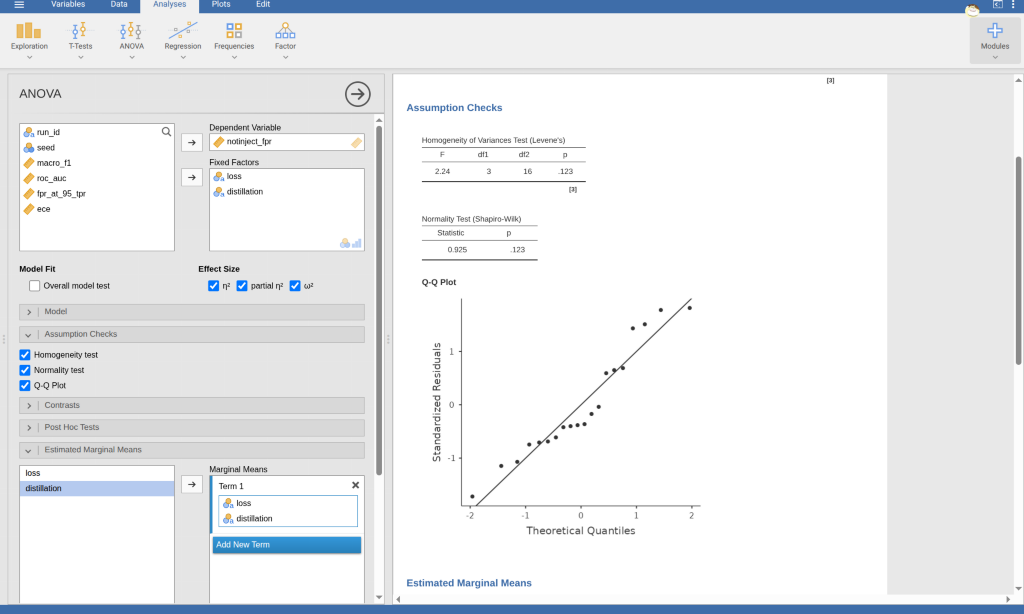 Variables Data Analyses Plots Edit
Exploration T-Tests ANOVA Regression Frequencies Factor Modules
ANOVA
run_id
seed
macro_f1
roc_auc
fpr_at_95_tpr
ece
Dependent Variable
notinject_fpr
Fixed Factors
loss
distillation
Model Fit
Overall model test
Effect Size
η² partial η² ω²
Model
Assumption Checks
Homogeneity test
Normality test
Q-Q Plot
Contrasts
Post Hoc Tests
Estimated Marginal Means
loss
distillation
Marginal Means
Term 1
loss
distillation
Add New Term
[3]
Assumption Checks
Homogeneity of Variances Test (Levene's)
F df1 df2 p
2.24 3 16 .123
[3]
Normality Test (Shapiro-Wilk)
Statistic p
0.925 .123
Q-Q Plot
Standardized Residuals
1
0
-1
-2 -1 0 1 2
Theoretical Quantiles
Estimated Marginal Means